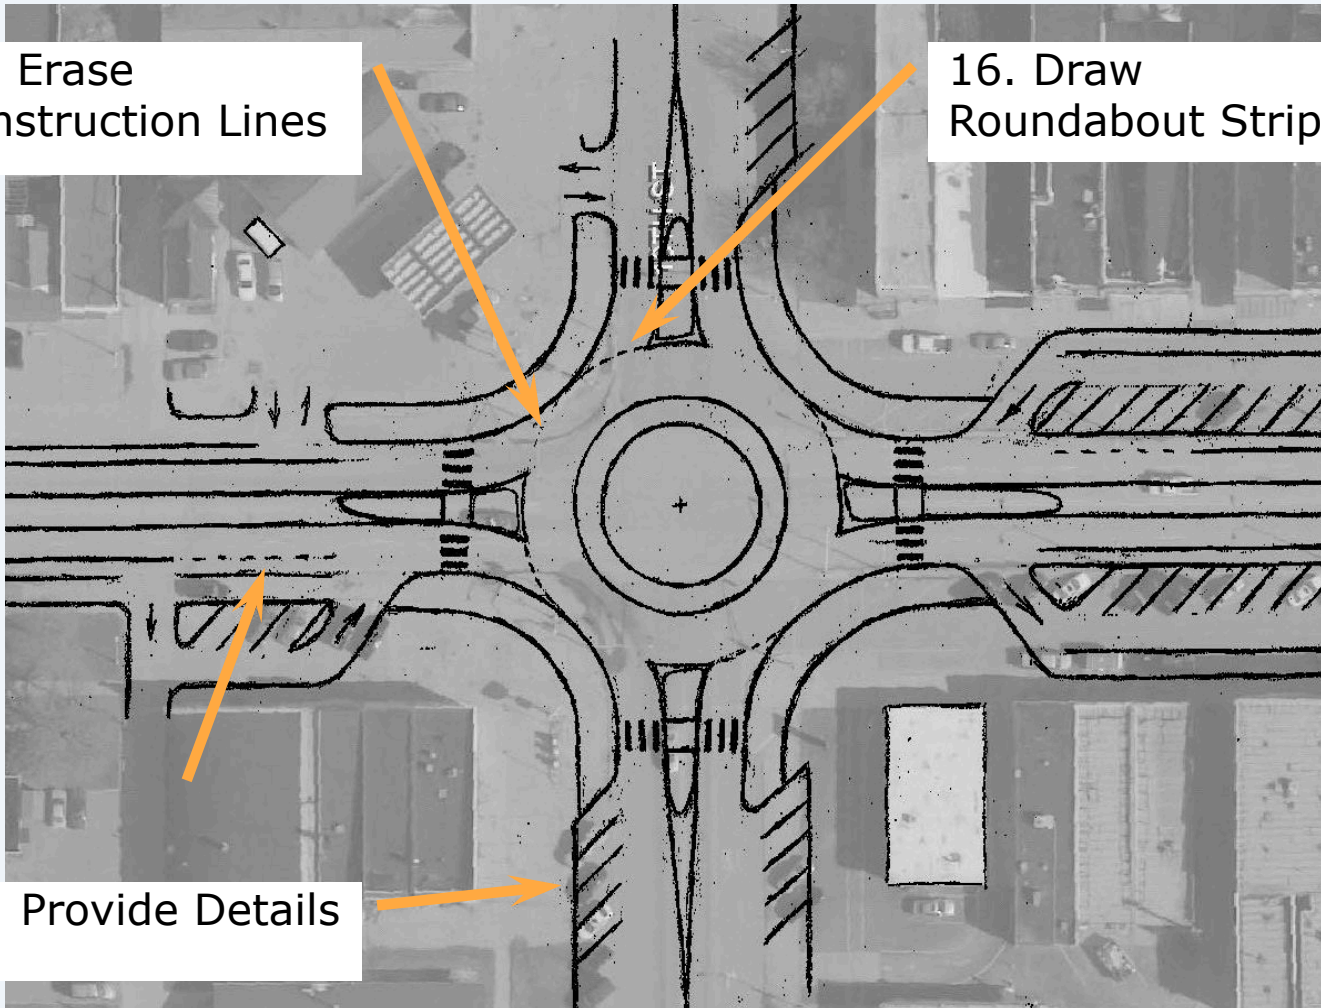 Erase
nstruction Lines
16. Draw
Roundabout Strip
Provide Details